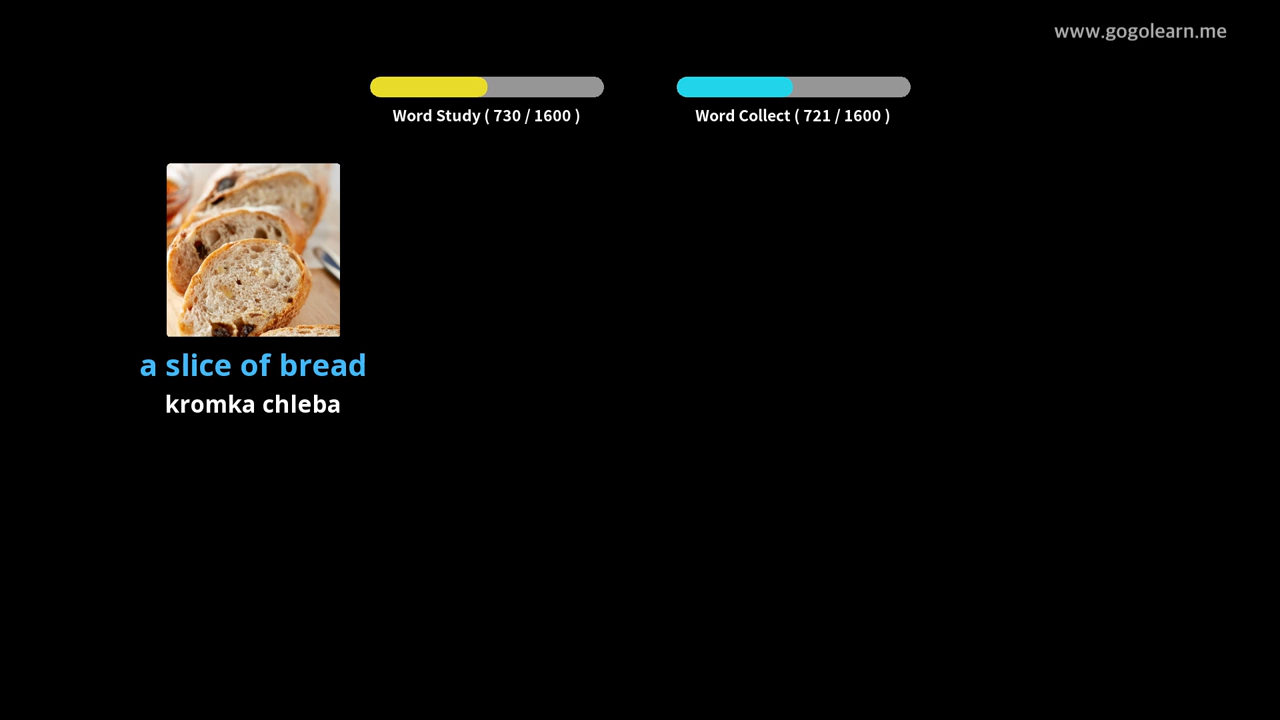 www.gogolearn.me
Word Study ( 730 / 1600 )
Word Collect ( 721 / 1600 )
a slice of bread
kromka chleba